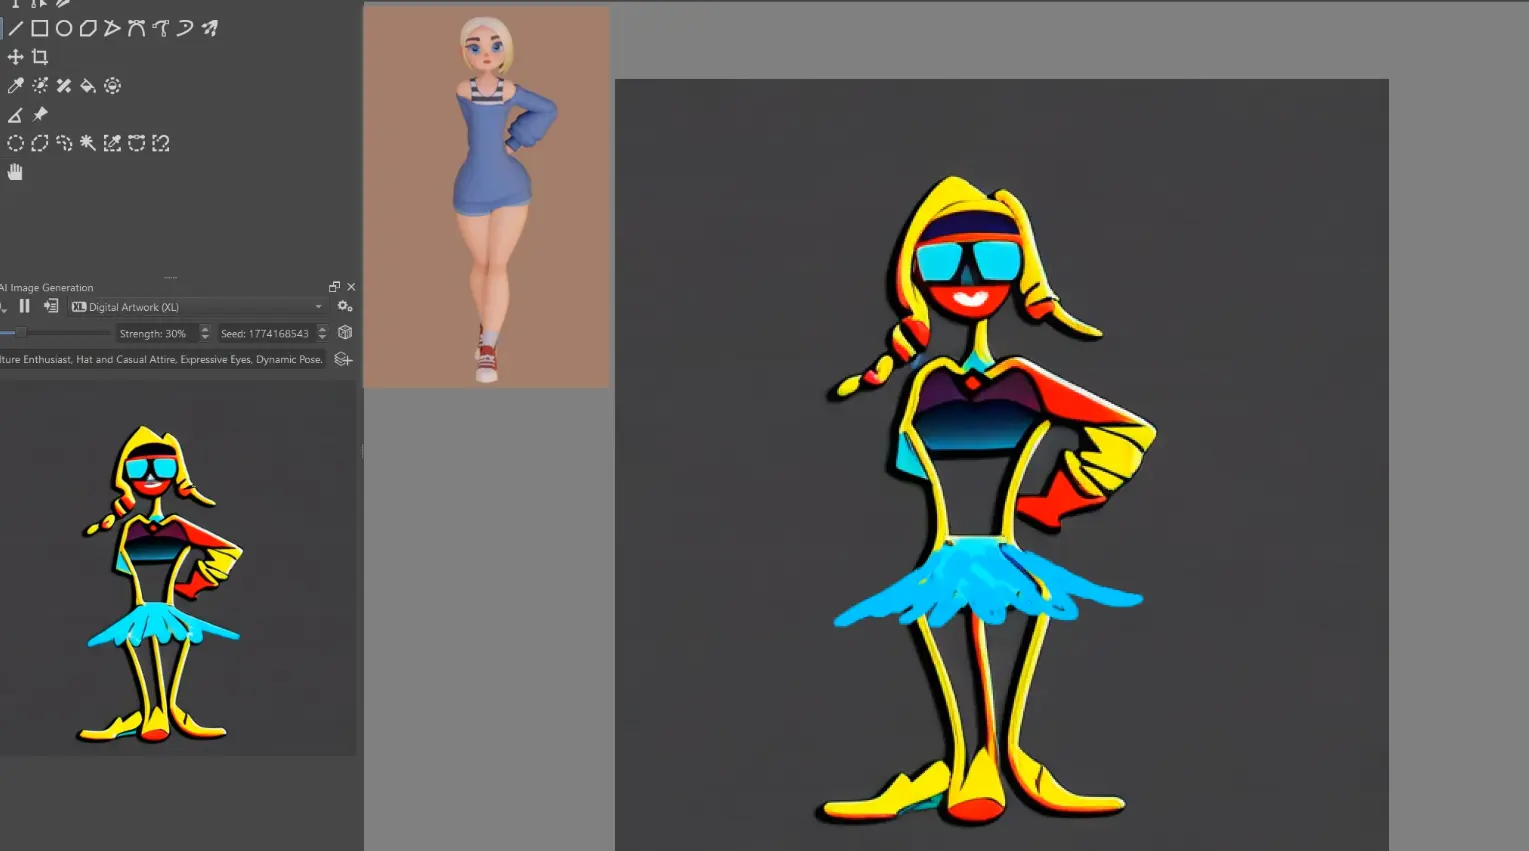 AI Image Generation
XL Digital Artwork (XL)
Strength: 30%
Seed: 1774168543
lture Enthusiast, Hat and Casual Attire, Expressive Eyes, Dynamic Pose.